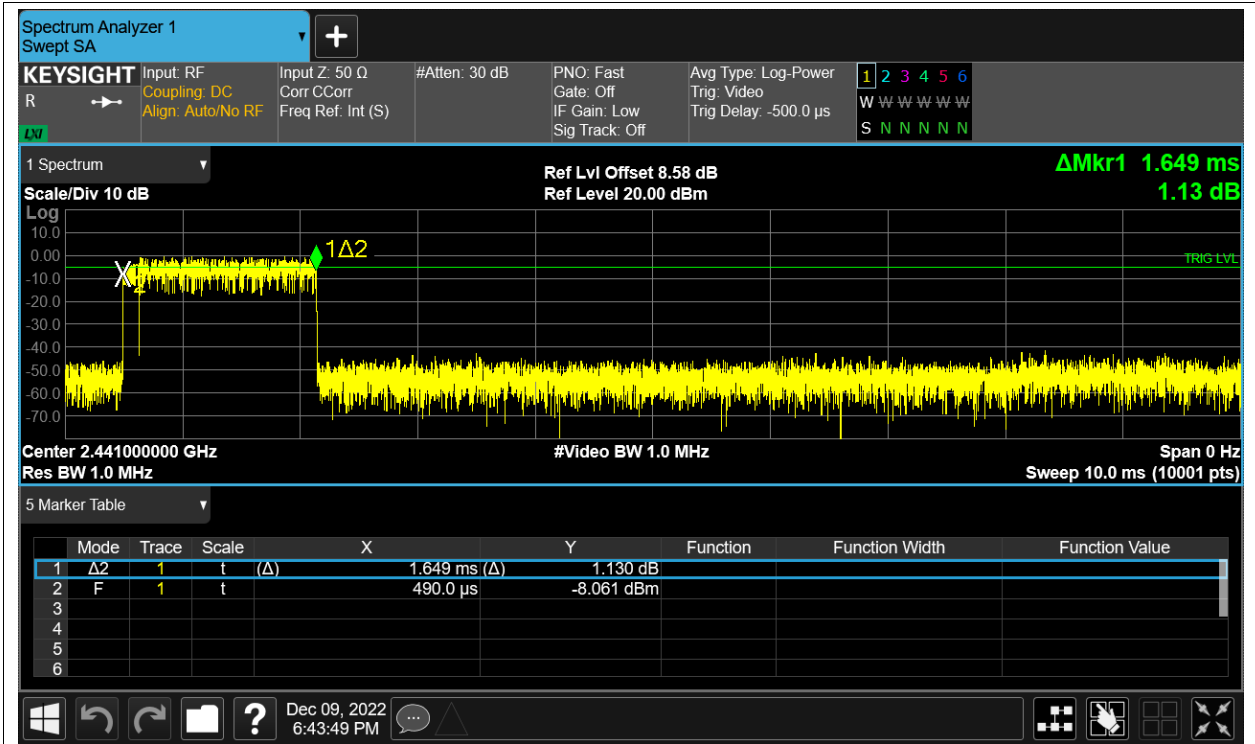 Spectrum Analyzer 1
Swept SA
+
KEYSIGHT Input: RF Input Z: 50 Ω #Atten: 30 dB PNO: Fast Avg Type: Log-Power 1 2 3 4 5 6
R Coupling: DC Corr CCorr Gate: Off Trig: Video W W W W W W
Align: Auto/No RF Freq Ref: Int (S) IF Gain: Low Trig Delay: -500.0 µs
LXI Sig Track: Off S N N N N N
1 Spectrum ΔMkr1 1.649 ms
Ref Lvl Offset 8.58 dB
Scale/Div 10 dB Ref Level 20.00 dBm 1.13 dB
Log
10.0
0.00 1Δ2 TRIG LVL
-10.0 X
2
-20.0
-30.0
-40.0
-50.0
-60.0
-70.0
Center 2.441000000 GHz #Video BW 1.0 MHz Span 0 Hz
Res BW 1.0 MHz Sweep 10.0 ms (10001 pts)
5 Marker Table
Mode Trace Scale X Y Function Function Width Function Value
1 Δ2 1 t (Δ) 1.649 ms (Δ) 1.130 dB
2 F 1 t 490.0 µs -8.061 dBm
3
4
5
6
? Dec 09, 2022
6:43:49 PM